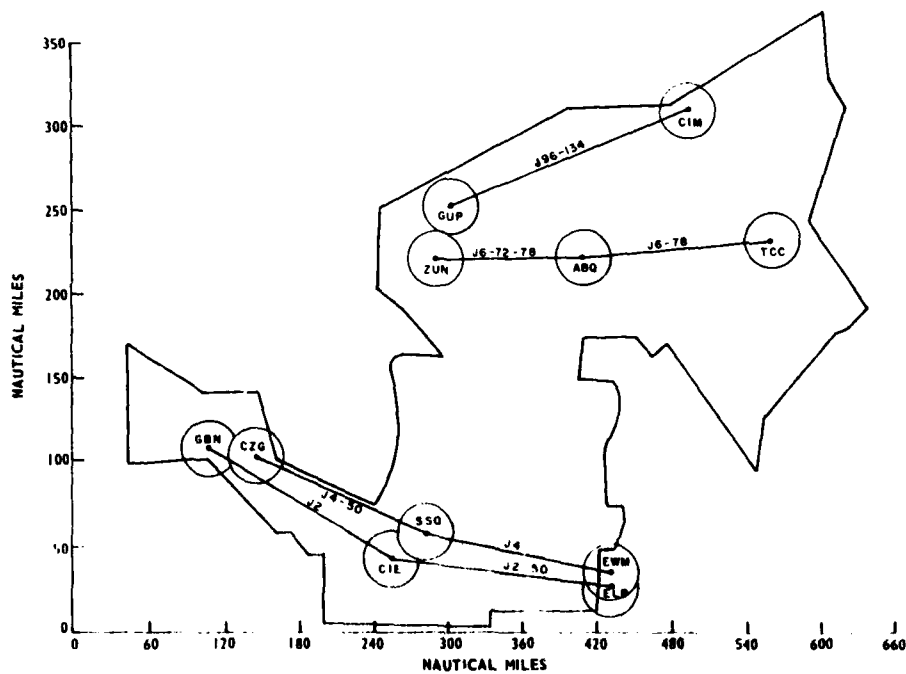 350
300
250
200
150
100
50
0
NAUTICAL MILES
CIM
J96-134
GUP
ZUN
J6-72-78
ABQ
J6-78
TCC
GBN
CZG
J4-50
J2
SSO
J4
CIE
J2 50
EWM
0 60 120 180 240 300 360 420 480 540 600 660
NAUTICAL MILES